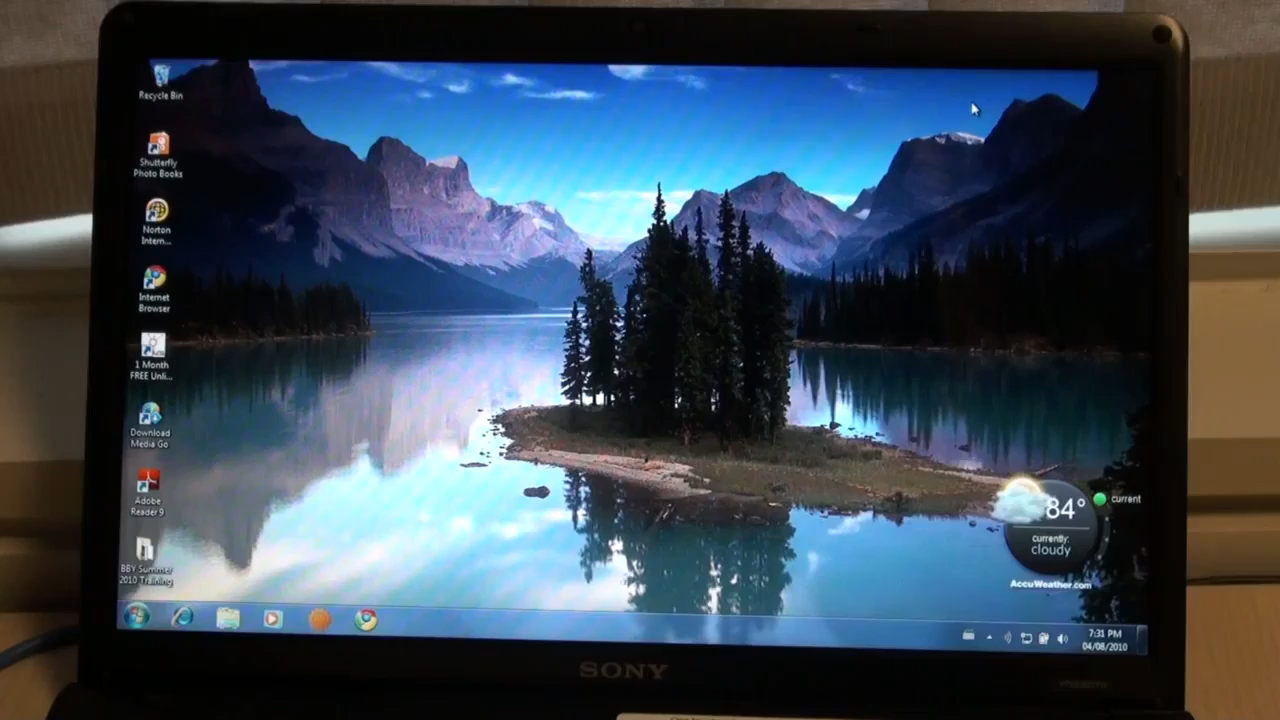 Recycle Bin
Shutterfly
Photo Books
Norton
Intern...
Internet
Browser
1 Month
FREE Unli...
Download
Media Go
Adobe
Reader 9
BBY Summer
2010 Training
84°
current
currently:
cloudy
AccuWeather.com
7:31 PM
04/08/2010
SONY